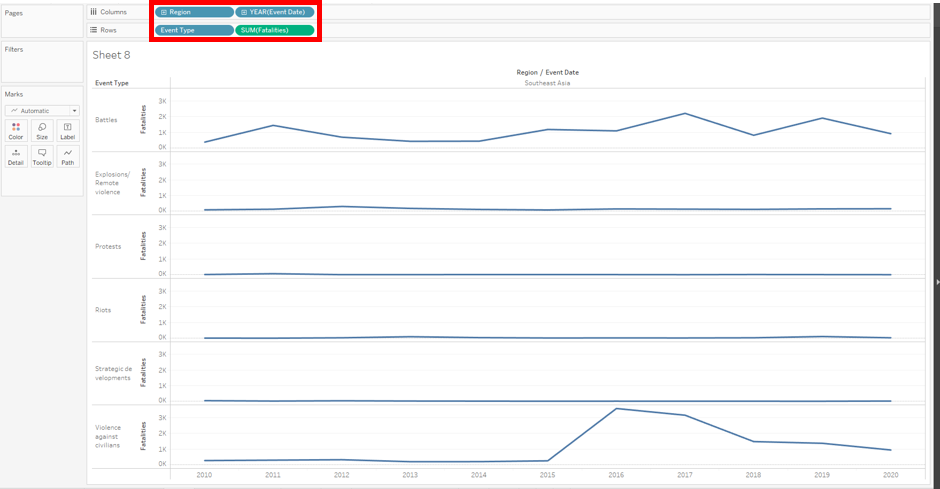 Pages
Columns
Region
YEAR(Event Date)
Rows
Event Type
SUM(Fatalities)
Filters
Sheet 8
Region / Event Date
Event Type
Southeast Asia
Marks
Automatic
Color
Size
Label
Detail
Tooltip
Path
Battles
Fatalities
3K
2K
1K
0K
Explosions/
Remote
violence
Fatalities
3K
2K
1K
0K
Protests
Fatalities
3K
2K
1K
0K
Riots
Fatalities
3K
2K
1K
0K
Strategic de
velopments
Fatalities
3K
2K
1K
0K
Violence
against
civilians
Fatalities
3K
2K
1K
0K
2010 2011 2012 2013 2014 2015 2016 2017 2018 2019 2020